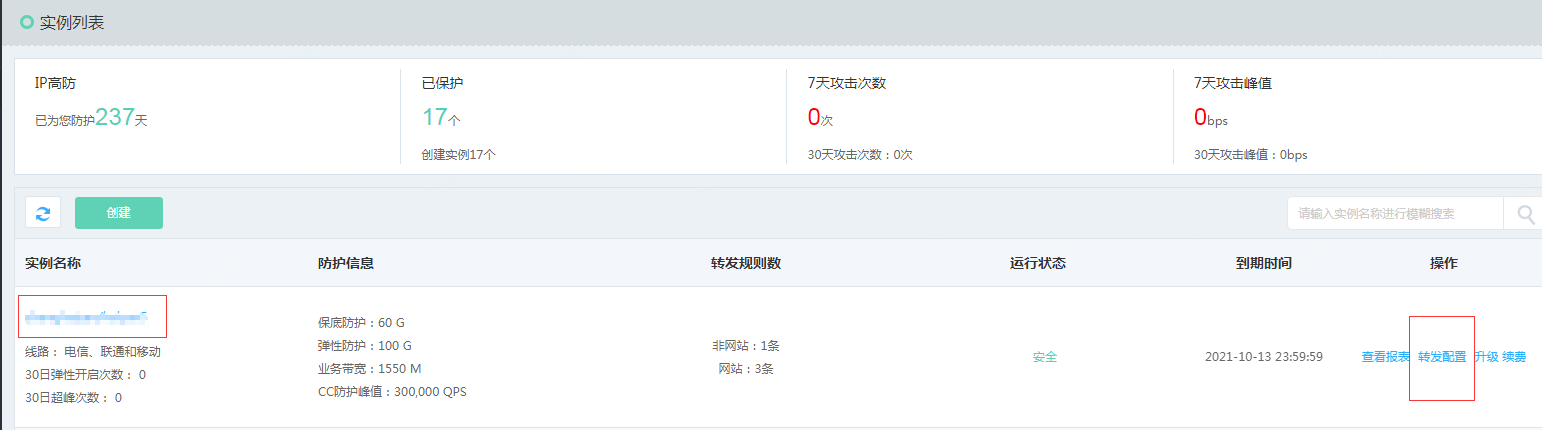 实例列表
IP高防
已为您防护237天
已保护
17个
创建实例17个
7天攻击次数
0次
30天攻击次数：0次
7天攻击峰值
0bps
30天攻击峰值：0bps
创建
请输入实例名称进行模糊搜索
实例名称 防护信息 转发规则数 运行状态 到期时间 操作
线路： 电信、联通和移动
30日弹性开启次数： 0
30日超峰次数： 0
保底防护：60 G
弹性防护：100 G
业务带宽：1550 M
CC防护峰值：300,000 QPS
非网站：1条
网站：3条
安全
2021-10-13 23:59:59
查看报表 转发配置 升级 续费